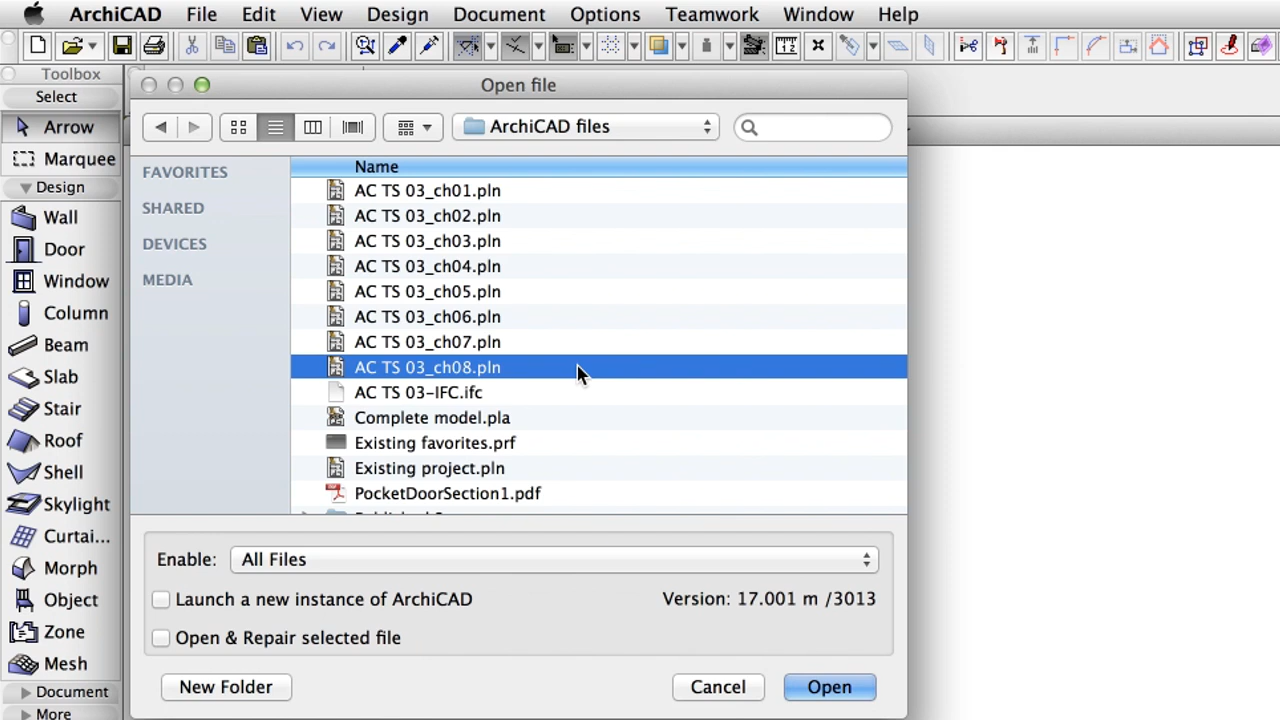 ArchiCAD File Edit View Design Document Options Teamwork Window Help
Toolbox
Select
Arrow
Marquee
Design
Wall
Door
Window
Column
Beam
Slab
Stair
Roof
Shell
Skylight
Curtai...
Morph
Object
Zone
Mesh
Document
More
Open file
ArchiCAD files
FAVORITES
SHARED
DEVICES
MEDIA
Name
AC TS 03_ch01.pln
AC TS 03_ch02.pln
AC TS 03_ch03.pln
AC TS 03_ch04.pln
AC TS 03_ch05.pln
AC TS 03_ch06.pln
AC TS 03_ch07.pln
AC TS 03_ch08.pln
AC TS 03-IFC.ifc
Complete model.pla
Existing favorites.prf
Existing project.pln
PocketDoorSection1.pdf
Enable: All Files
Launch a new instance of ArchiCAD Version: 17.001 m /3013
Open & Repair selected file
New Folder Cancel Open